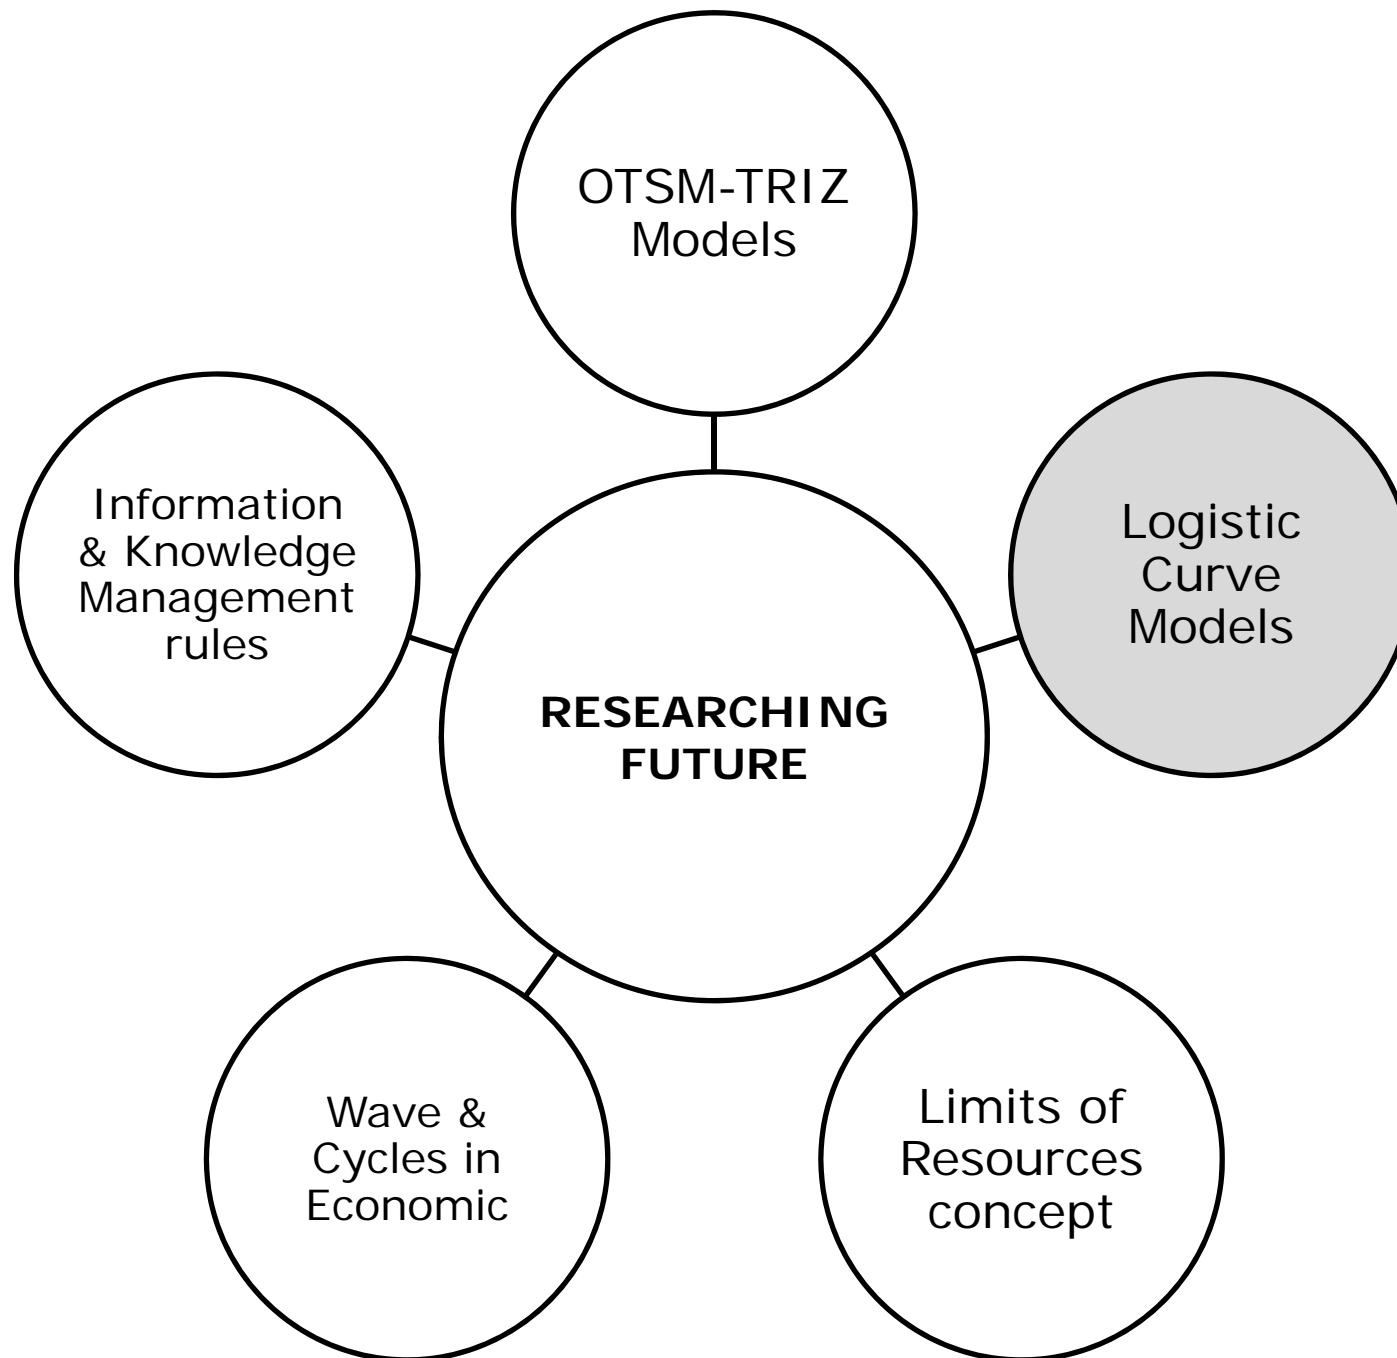 OTSM-TRIZ
Models
Information
& Knowledge
Management
rules
Logistic
Curve
Models
RESEARCHING
FUTURE
Wave &
Cycles in
Economic
Limits of
Resources
concept